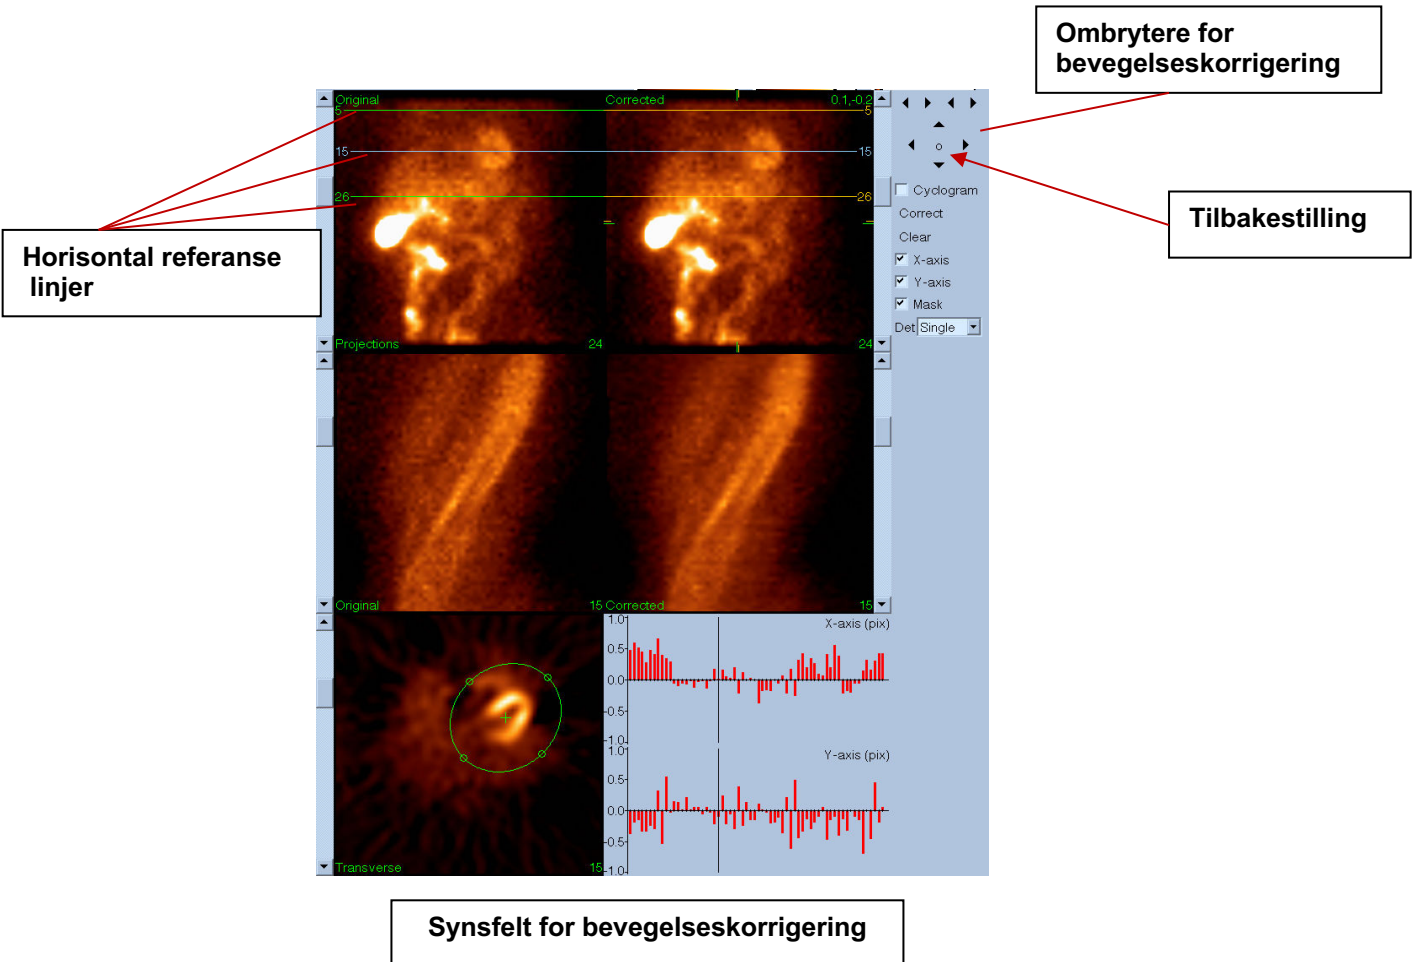 Ombrytere for
bevegelseskorrigering
Original
Corrected
0.1,-0.2
5
5
15
15
26
26
Cyclogram
Correct
Clear
X-axis
Y-axis
Mask
Det Single
Tilbakestilling
Horisontal referanse
linjer
Projections
24
24
Original
15
Corrected
15
X-axis (pix)
1.0
0.5
0.0
-0.5
-1.0
Y-axis (pix)
1.0
0.5
0.0
-0.5
-1.0
Transverse
15
Synsfelt for bevegelseskorrigering